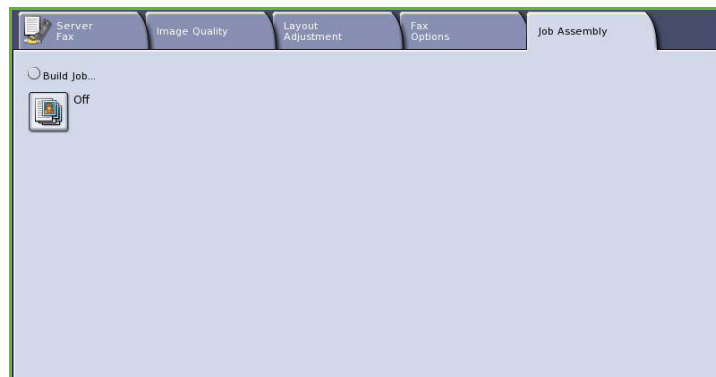 Server
Fax
Image Quality
Layout
Adjustment
Fax
Options
Job Assembly
Build Job...
Off